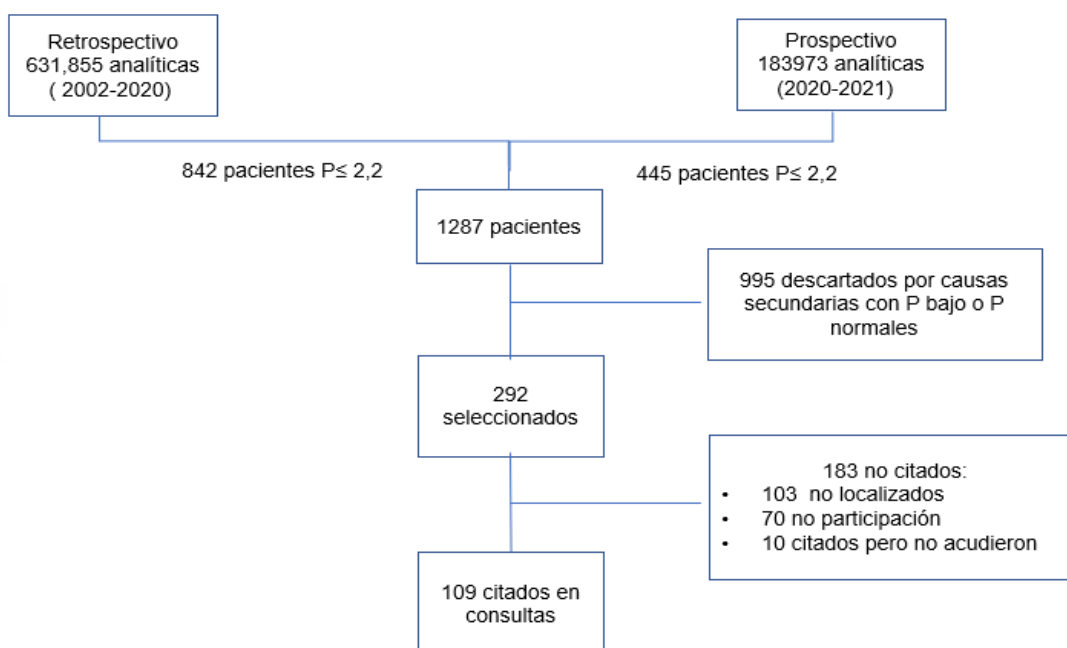 Retrospectivo
631,855 analíticas
( 2002-2020)
Prospectivo
183973 analíticas
(2020-2021)
842 pacientes P≤ 2,2
445 pacientes P≤ 2,2
1287 pacientes
995 descartados por causas
secundarias con P bajo o P
normales
292
seleccionados
183 no citados:
• 103 no localizados
• 70 no participación
• 10 citados pero no acudieron
109 citados en
consultas